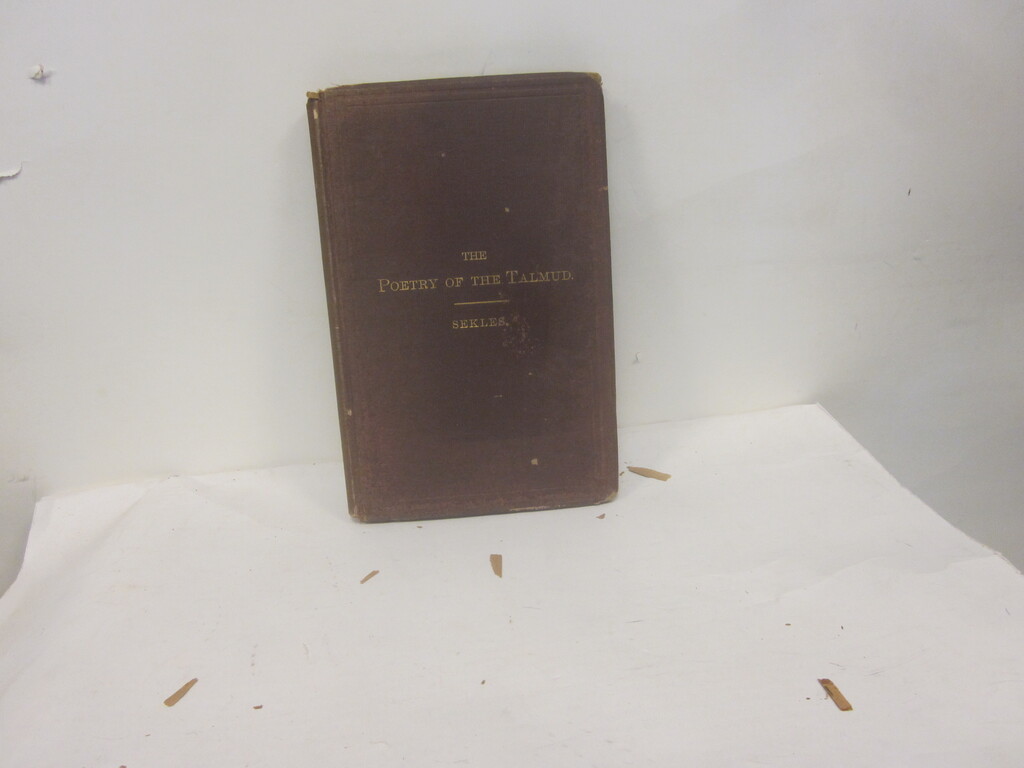 THE
POETRY OF THE TALMUD.
SEKLES.